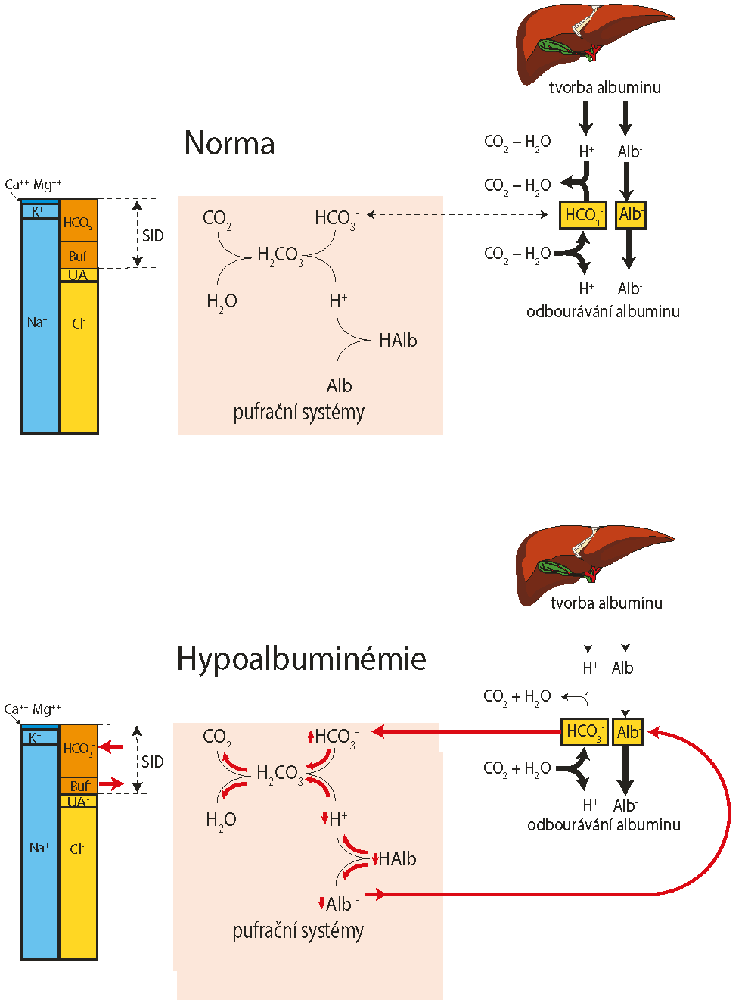 tvorba albuminu
Norma
CO₂ + H₂O
H⁺ Alb⁻
Ca⁺⁺ Mg⁺⁺
CO₂ + H₂O
K⁺
HCO₃⁻
SID
CO₂ HCO₃⁻
HCO₃⁻ Alb⁻
Buf⁻
H₂CO₃
CO₂ + H₂O
UA⁻
H₂O H⁺
H⁺ Alb⁻
odbourávání albuminu
Na⁺ Cl⁻
HAlb
Alb⁻
pufrační systémy
tvorba albuminu
Hypoalbuminémie
H⁺ Alb⁻
CO₂ + H₂O
Ca⁺⁺ Mg⁺⁺
K⁺
HCO₃⁻
SID
CO₂ HCO₃⁻
HCO₃⁻ Alb⁻
Buf⁻
H₂CO₃
CO₂ + H₂O
UA⁻
H₂O H⁺
H⁺ Alb⁻
odbourávání albuminu
Na⁺ Cl⁻
HAlb
Alb⁻
pufrační systémy